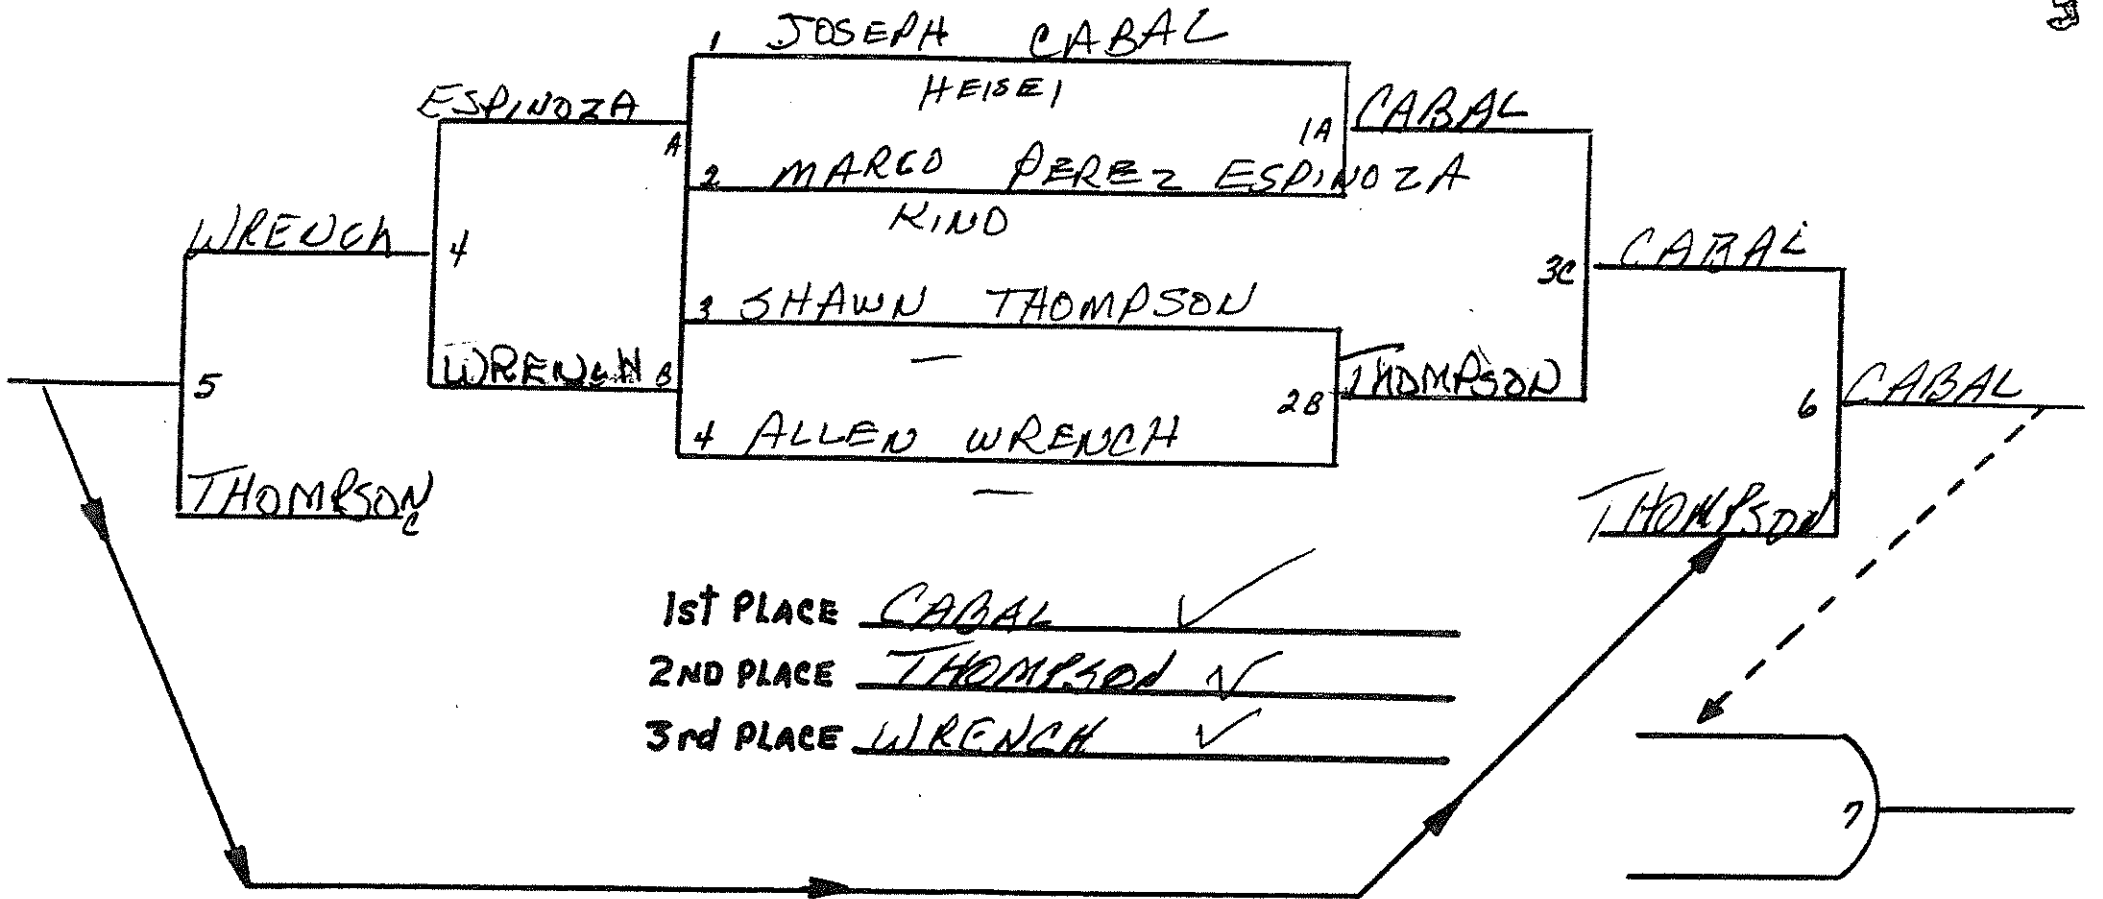 1 JOSEPH CABAL
HEISEI
ESPINOZA
A
1A
CABAL
2 MARCO PEREZ ESPINOZA
KIND
WRENCH
4
3C
CABAL
3 SHAWN THOMPSON
—
WRENCH B
5
2B
THOMPSON
6
CABAL
4 ALLEN WRENCH
—
THOMPSON
C
THOMPSON
1st PLACE CABAL ✓
2ND PLACE THOMPSON ✓
3rd PLACE WRENCH ✓
7